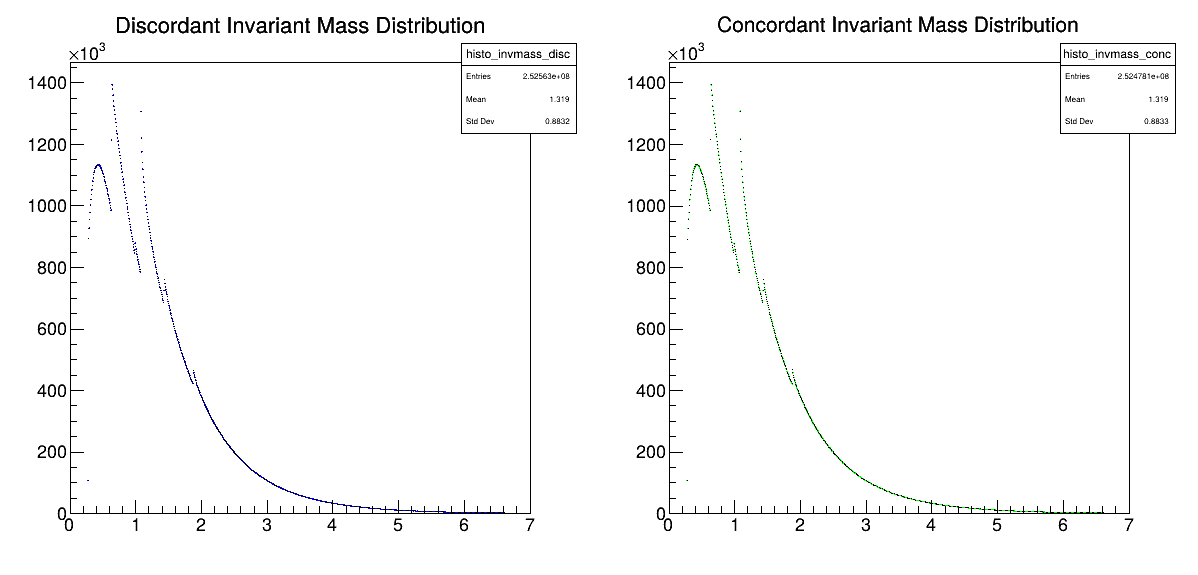 Discordant Invariant Mass Distribution
×10³
histo_invmass_disc
Entries 2.52563e+08
Mean 1.319
Std Dev 0.8832
1400
1200
1000
800
600
400
200
0
0 1 2 3 4 5 6 7
Concordant Invariant Mass Distribution
×10³
histo_invmass_conc
Entries 2.524781e+08
Mean 1.319
Std Dev 0.8833
1400
1200
1000
800
600
400
200
0
0 1 2 3 4 5 6 7